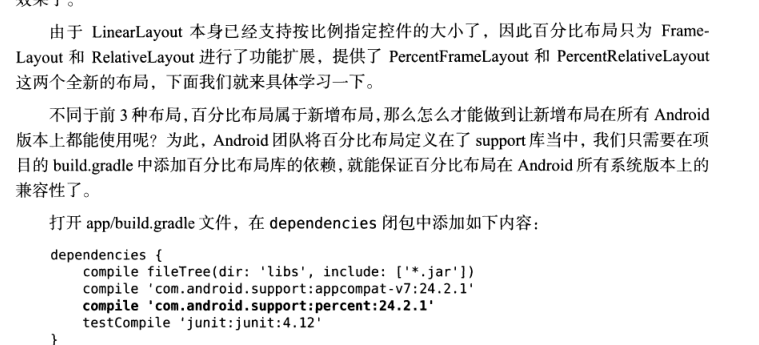 效果了。
由于 LinearLayout 本身已经支持按比例指定控件的大小了，因此百分比布局只为 Frame-
Layout 和 RelativeLayout 进行了功能扩展，提供了 PercentFrameLayout 和 PercentRelativeLayout
这两个全新的布局，下面我们就来具体学习一下。
不同于前 3 种布局，百分比布局属于新增布局，那么怎么才能做到让新增布局在所有 Android
版本上都能使用呢？为此，Android 团队将百分比布局定义在了 support 库当中，我们只需要在项
目的 build.gradle 中添加百分比布局库的依赖，就能保证百分比布局在 Android 所有系统版本上的
兼容性了。
打开 app/build.gradle 文件，在 dependencies 闭包中添加如下内容：
dependencies {
    compile fileTree(dir: 'libs', include: ['*.jar'])
    compile 'com.android.support:appcompat-v7:24.2.1'
    compile 'com.android.support:percent:24.2.1'
    testCompile 'junit:junit:4.12'
}